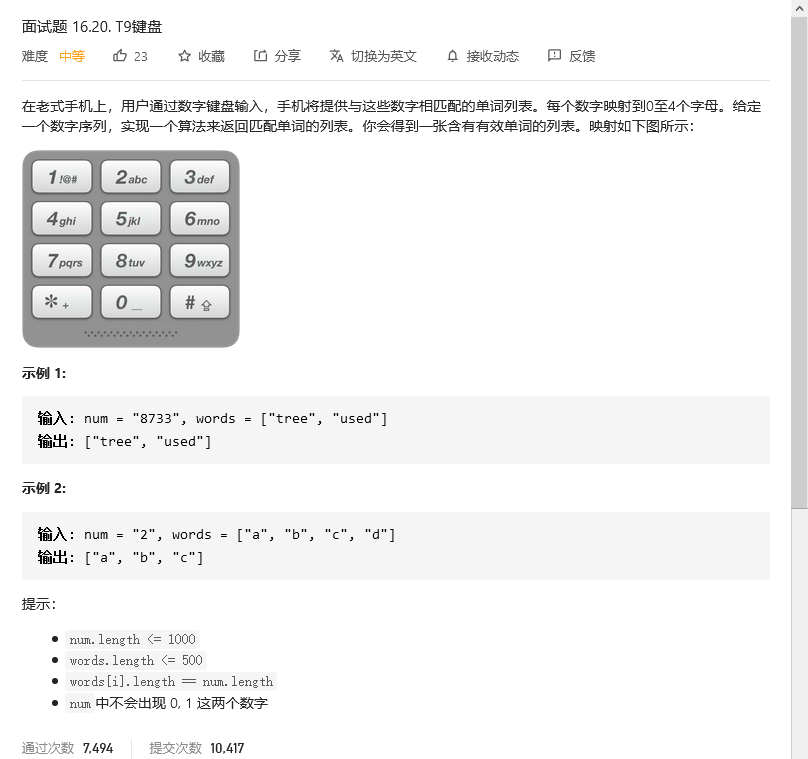 面试题 16.20. T9键盘
难度 中等 23 收藏 分享 切换为英文 接收动态 反馈
在老式手机上，用户通过数字键盘输入，手机将提供与这些数字相匹配的单词列表。每个数字映射到0至4个字母。给定
一个数字序列，实现一个算法来返回匹配单词的列表。你会得到一张含有有效单词的列表。映射如下图所示：
1 !@# 2 abc 3 def
4 ghi 5 jkl 6 mno
7 pqrs 8 tuv 9 wxyz
* + 0 _ #
示例 1:
输入: num = "8733", words = ["tree", "used"]
输出: ["tree", "used"]
示例 2:
输入: num = "2", words = ["a", "b", "c", "d"]
输出: ["a", "b", "c"]
提示：
num.length <= 1000
words.length <= 500
words[i].length == num.length
num 中不会出现 0, 1 这两个数字
通过次数 7,494 提交次数 10,417